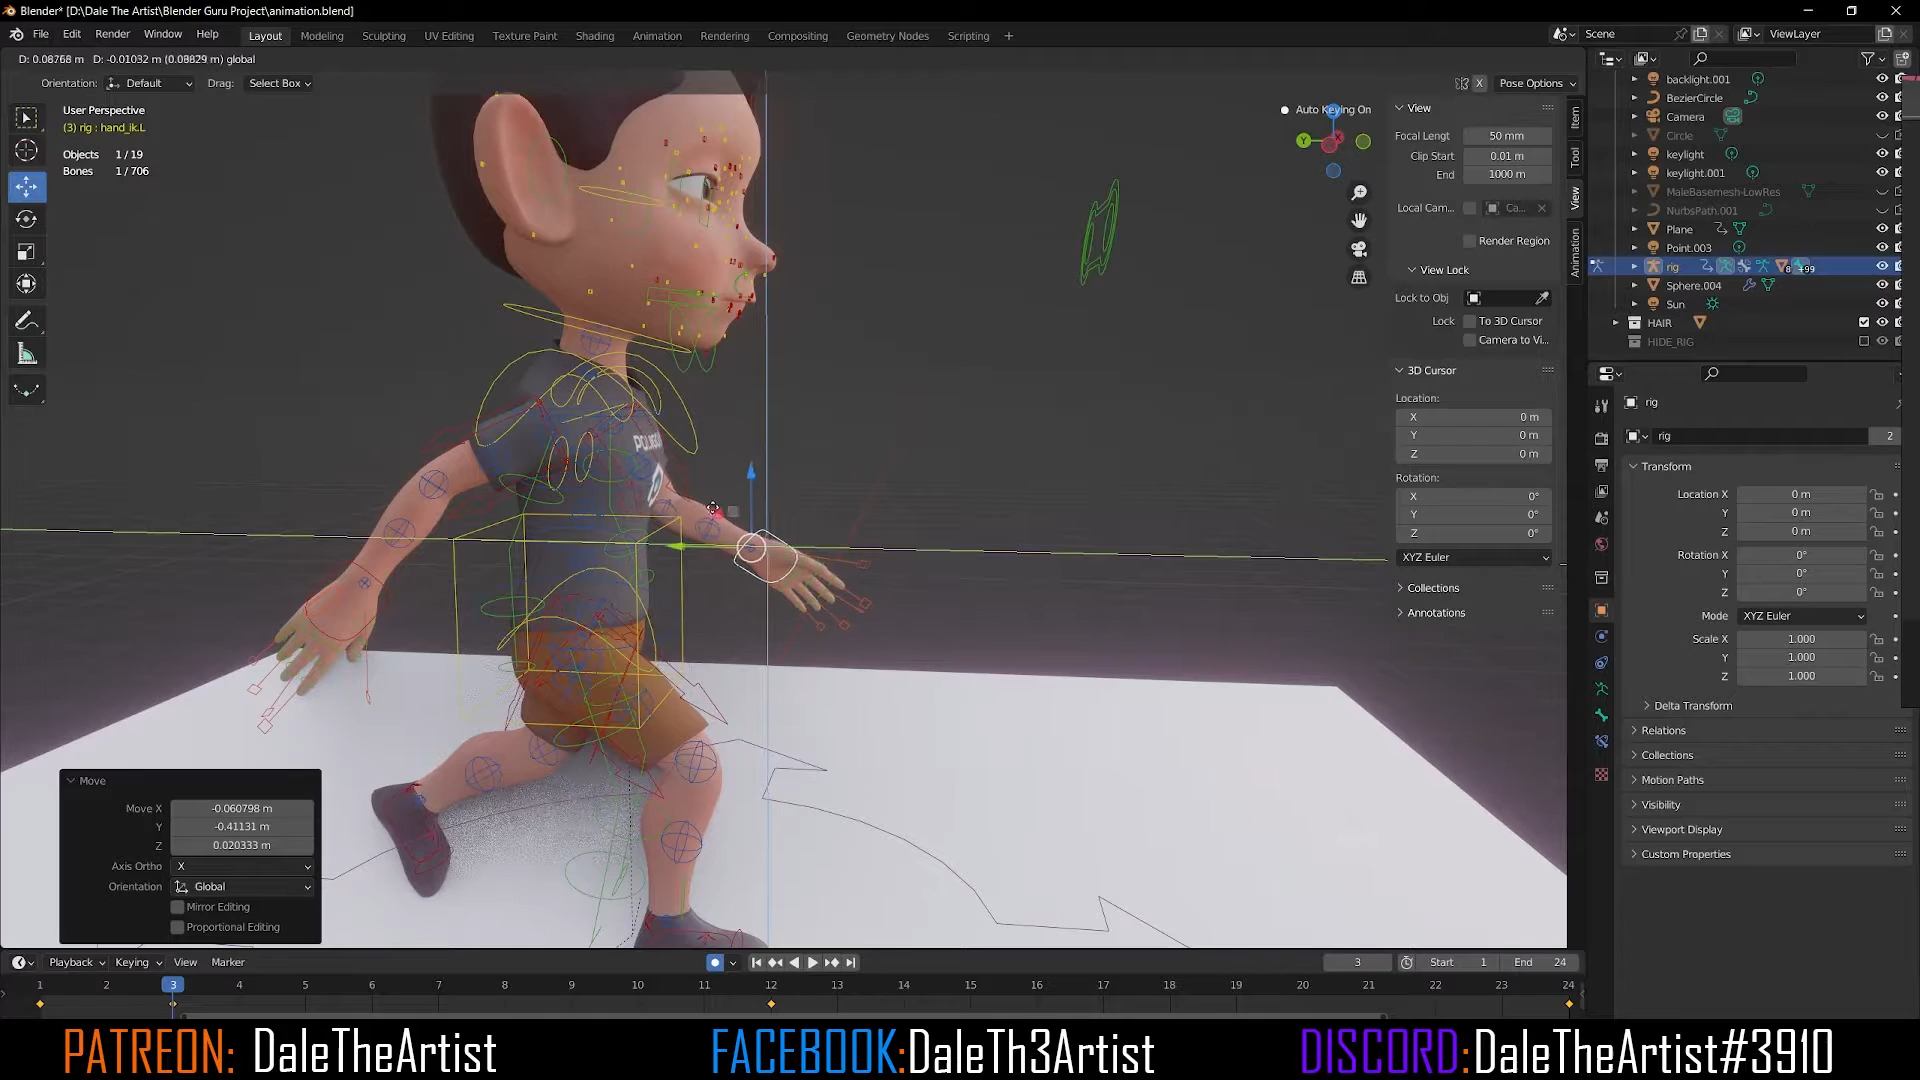 Blender* [D:\Dale The Artist\Blender Guru Project\animation.blend]
File Edit Render Window Help Layout Modeling Sculpting UV Editing Texture Paint Shading Animation Rendering Compositing Geometry Nodes Scripting + Scene ViewLayer
D: 0.08768 m D: -0.01032 m (0.08829 m) global
Orientation: Default Drag: Select Box X Pose Options
User Perspective
(3) rig : hand_ik.L
Objects 1 / 19
Bones 1 / 706
Auto Keying On
X
Y
View
Focal Lengt 50 mm
Clip Start 0.01 m
End 1000 m
Local Cam... Ca...
Render Region
View Lock
Lock to Obj
Lock To 3D Cursor
Camera to Vi...
3D Cursor
Location:
X 0 m
Y 0 m
Z 0 m
Rotation:
X 0°
Y 0°
Z 0°
XYZ Euler
Collections
Annotations
Item
Tool
View
Animation
backlight.001
BezierCircle
Camera
Circle
keylight
keylight.001
MaleBasemesh-LowRes
NurbsPath.001
Plane
Point.003
rig 8 +99
Sphere.004
Sun
HAIR
HIDE_RIG
rig
rig 2
Transform
Location X 0 m
Y 0 m
Z 0 m
Rotation X 0°
Y 0°
Z 0°
Mode XYZ Euler
Scale X 1.000
Y 1.000
Z 1.000
Delta Transform
Relations
Collections
Motion Paths
Visibility
Viewport Display
Custom Properties
Move
Move X -0.060798 m
Y -0.41131 m
Z 0.020333 m
Axis Ortho X
Orientation Global
Mirror Editing
Proportional Editing
Playback Keying View Marker 3 Start 1 End 24
1 2 3 4 5 6 7 8 9 10 11 12 13 14 15 16 17 18 19 20 21 22 23 24
PATREON: DaleTheArtist FACEBOOK:DaleTh3Artist DISCORD:DaleTheArtist#3910